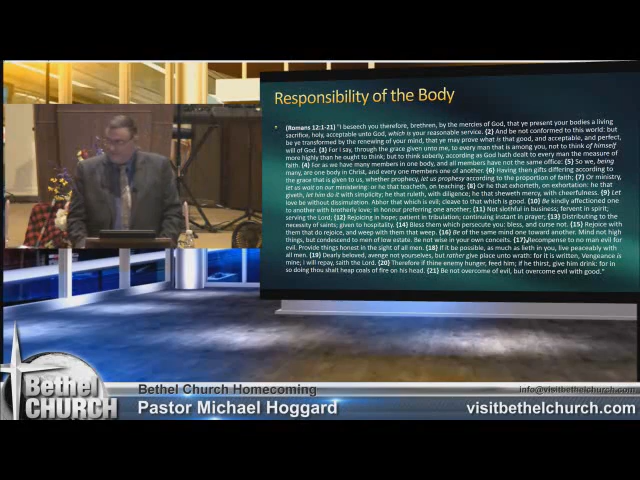 Responsibility of the Body
• (Romans 12:1-21) "I beseech you therefore, brethren, by the mercies of God, that ye present your bodies a living
sacrifice, holy, acceptable unto God, which is your reasonable service. {2} And be not conformed to this world: but
be ye transformed by the renewing of your mind, that ye may prove what is that good, and acceptable, and perfect,
will of God. {3} For I say, through the grace given unto me, to every man that is among you, not to think of himself
more highly than he ought to think; but to think soberly, according as God hath dealt to every man the measure of
faith. {4} For as we have many members in one body, and all members have not the same office: {5} So we, being
many, are one body in Christ, and every one members one of another. {6} Having then gifts differing according to
the grace that is given to us, whether prophecy, let us prophesy according to the proportion of faith; {7} Or ministry,
let us wait on our ministering: or he that teacheth, on teaching; {8} Or he that exhorteth, on exhortation: he that
giveth, let him do it with simplicity; he that ruleth, with diligence; he that sheweth mercy, with cheerfulness. {9} Let
love be without dissimulation. Abhor that which is evil; cleave to that which is good. {10} Be kindly affectioned one
to another with brotherly love; in honour preferring one another; {11} Not slothful in business; fervent in spirit;
serving the Lord; {12} Rejoicing in hope; patient in tribulation; continuing instant in prayer; {13} Distributing to the
necessity of saints; given to hospitality. {14} Bless them which persecute you: bless, and curse not. {15} Rejoice with
them that do rejoice, and weep with them that weep. {16} Be of the same mind one toward another. Mind not high
things, but condescend to men of low estate. Be not wise in your own conceits. {17} Recompense to no man evil for
evil. Provide things honest in the sight of all men. {18} If it be possible, as much as lieth in you, live peaceably with
all men. {19} Dearly beloved, avenge not yourselves, but rather give place unto wrath: for it is written, Vengeance is
mine; I will repay, saith the Lord. {20} Therefore if thine enemy hunger, feed him; if he thirst, give him drink: for in
so doing thou shalt heap coals of fire on his head. {21} Be not overcome of evil, but overcome evil with good."
Bethel
CHURCH
Bethel Church Homecoming
info@visitbethelchurch.com
Pastor Michael Hoggard
visitbethelchurch.com